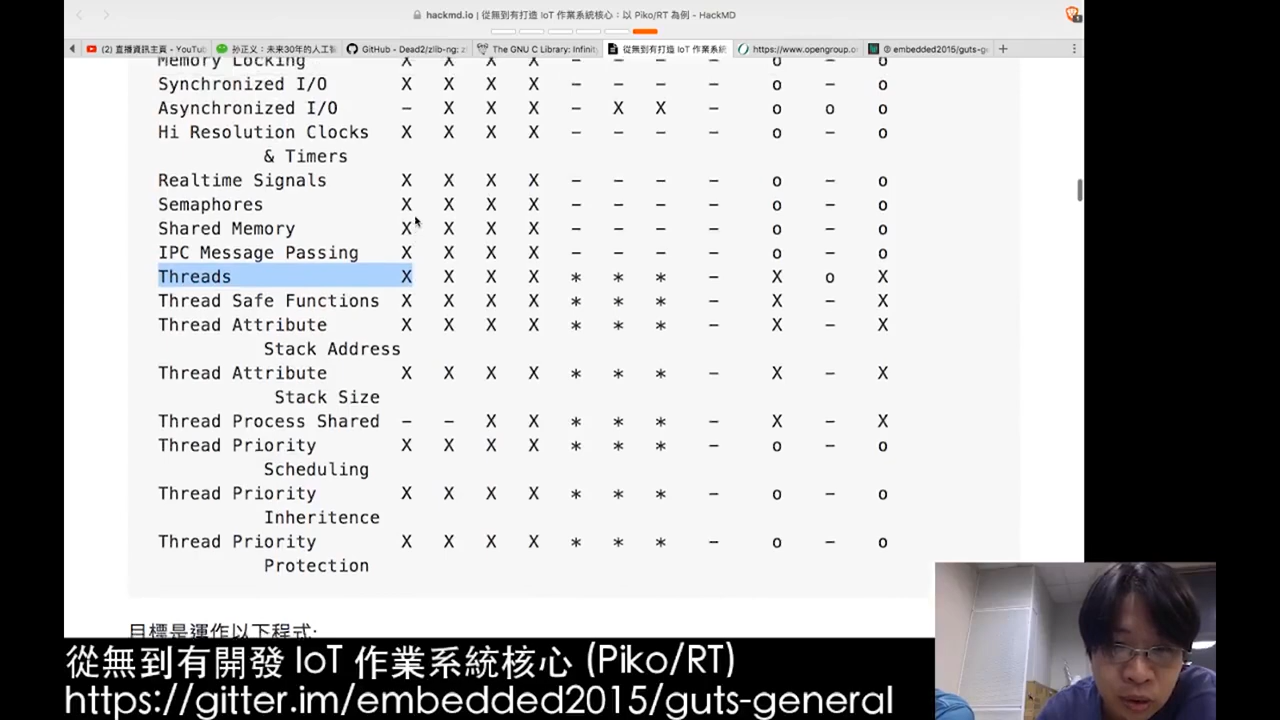 hackmd.io | 從無到有打造 IoT 作業系統核心：以 Piko/RT 為例 - HackMD
(2) 直播資訊主頁 - YouTub
孙正义：未来30年的人工智
GitHub - Dead2/zlib-ng: z
The GNU C Library: Infinity
從無到有打造 IoT 作業系統
https://www.opengroup.o
embedded2015/guts-ge
Memory Locking X X X X - - - - o - o
Synchronized I/O X X X X - - - - o - o
Asynchronized I/O - X X X - X X - o o o
Hi Resolution Clocks X X X X - - - - o - o
& Timers
Realtime Signals X X X X - - - - o - o
Semaphores X X X X - - - - o - o
Shared Memory X X X X - - - - o - o
IPC Message Passing X X X X - - - - o - o
Threads X X X X * * * - X o X
Thread Safe Functions X X X X * * * - X - X
Thread Attribute X X X X * * * - X - X
Stack Address
Thread Attribute X X X X * * * - X - X
Stack Size
Thread Process Shared - - X X * * * - X - X
Thread Priority X X X X * * * - o - o
Scheduling
Thread Priority X X X X * * * - o - o
Inheritence
Thread Priority X X X X * * * - o - o
Protection
目標是運作以下程式:
從無到有開發 IoT 作業系統核心 (Piko/RT)
https://gitter.im/embedded2015/guts-general